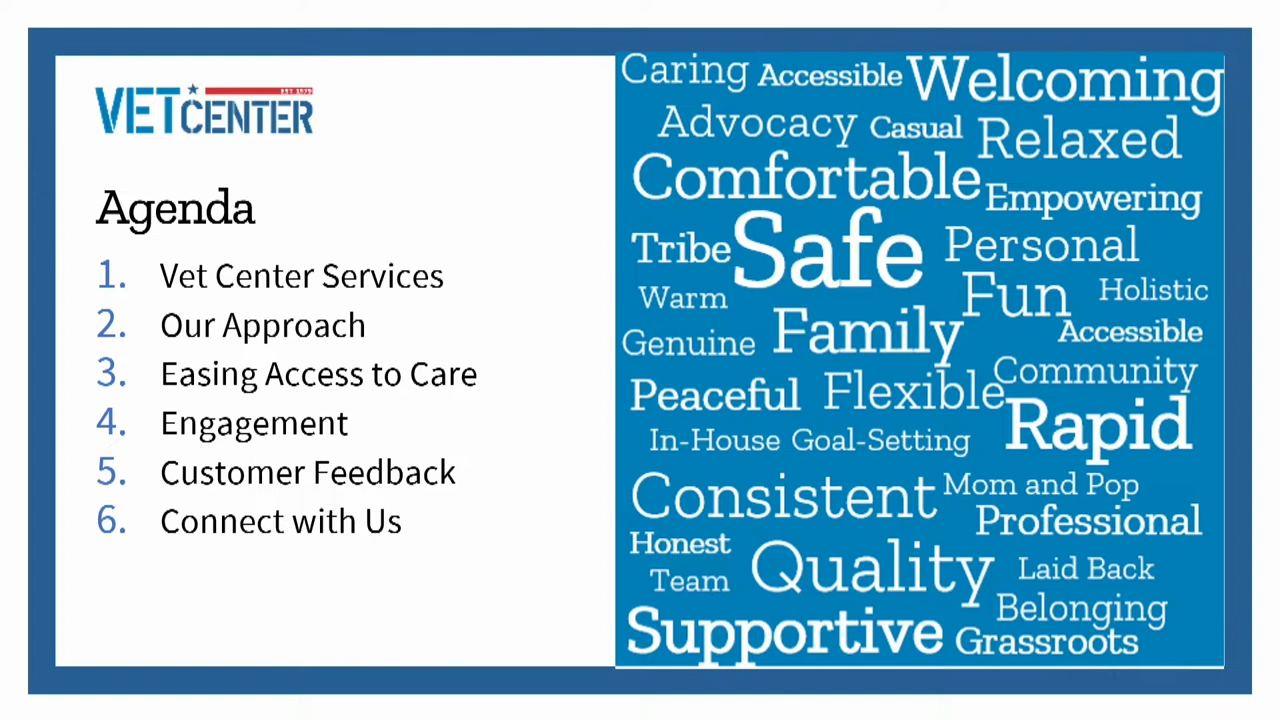 EST 1979
VET CENTER
Agenda
1. Vet Center Services
2. Our Approach
3. Easing Access to Care
4. Engagement
5. Customer Feedback
6. Connect with Us
Caring Accessible Welcoming
Advocacy Casual Relaxed
Comfortable Empowering
Tribe Safe Personal
Warm Fun Holistic
Genuine Family Accessible
Peaceful Flexible Community
In-House Goal-Setting Rapid
Consistent Mom and Pop
Professional
Honest
Team Quality Laid Back
Belonging
Supportive Grassroots